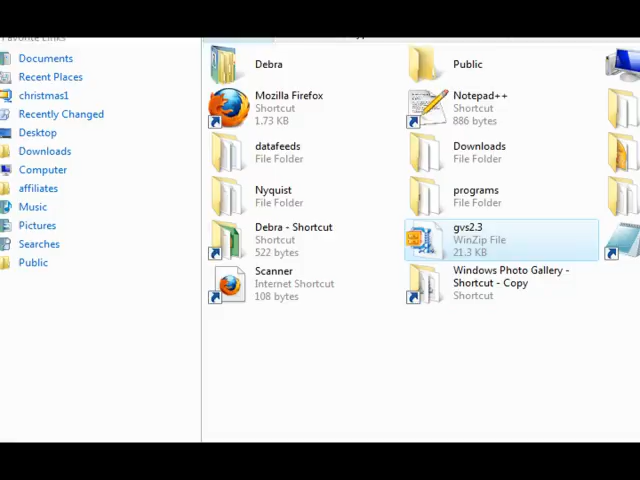 Favorite Links
Documents
Recent Places
christmas1
Recently Changed
Desktop
Downloads
Computer
affiliates
Music
Pictures
Searches
Public
Debra
Public
Mozilla Firefox
Shortcut
1.73 KB
Notepad++
Shortcut
886 bytes
datafeeds
File Folder
Downloads
File Folder
Nyquist
File Folder
programs
File Folder
Debra - Shortcut
Shortcut
522 bytes
gvs2.3
WinZip File
21.3 KB
Scanner
Internet Shortcut
108 bytes
Windows Photo Gallery -
Shortcut - Copy
Shortcut